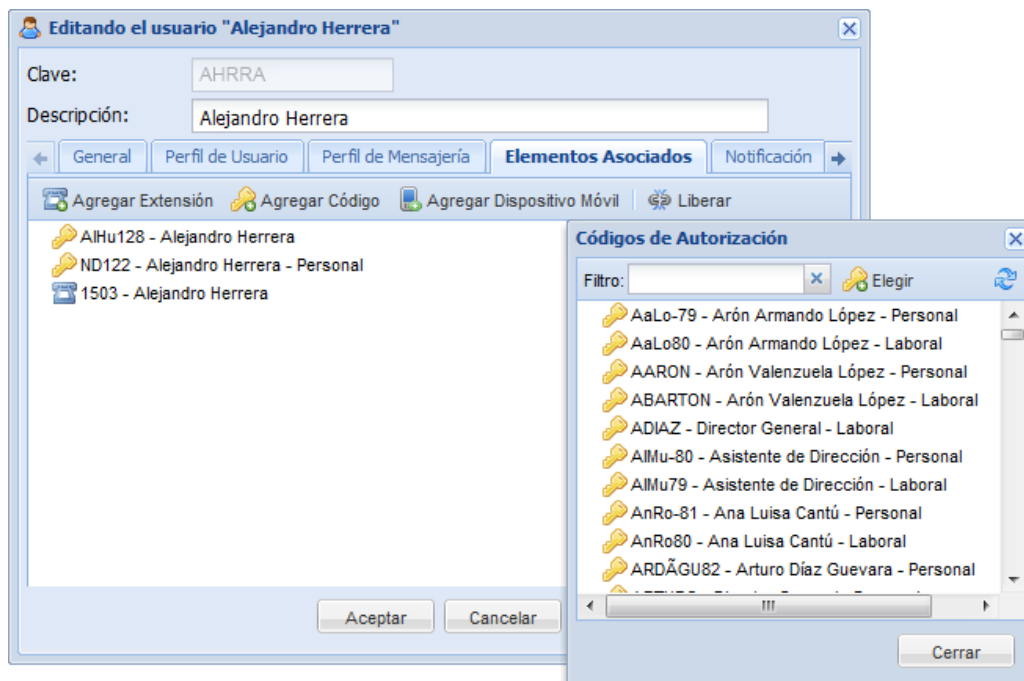 Editando el usuario "Alejandro Herrera"
Clave: AHRRA
Descripción: Alejandro Herrera
General Perfil de Usuario Perfil de Mensajería Elementos Asociados Notificación
Agregar Extensión Agregar Código Agregar Dispositivo Móvil Liberar
AlHu128 - Alejandro Herrera
ND122 - Alejandro Herrera - Personal
1503 - Alejandro Herrera
Aceptar Cancelar
Códigos de Autorización
Filtro: Elegir
AaLo-79 - Arón Armando López - Personal
AaLo80 - Arón Armando López - Laboral
AARON - Arón Valenzuela López - Personal
ABARTON - Arón Valenzuela López - Laboral
ADIAZ - Director General - Laboral
AlMu-80 - Asistente de Dirección - Personal
AlMu79 - Asistente de Dirección - Laboral
AnRo-81 - Ana Luisa Cantú - Personal
AnRo80 - Ana Luisa Cantú - Laboral
ARDÃGU82 - Arturo Díaz Guevara - Personal
Cerrar